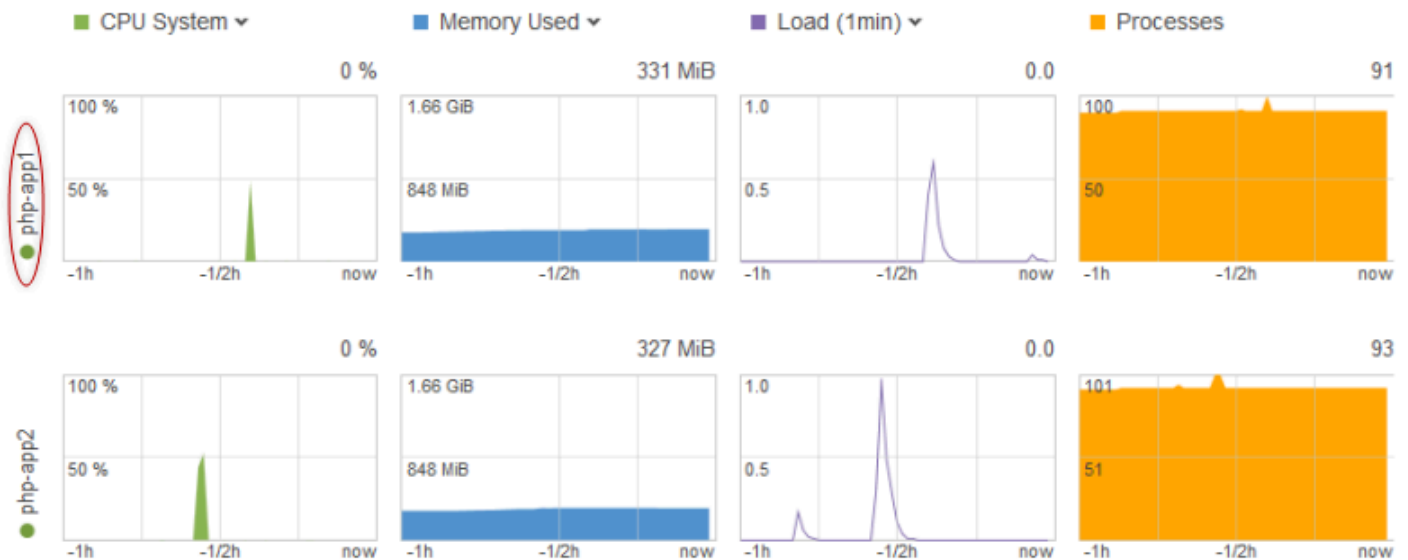 CPU System
Memory Used
Load (1min)
Processes
0 %
331 MiB
0.0
91
php-app1
100 %
50 %
-1h
-1/2h
now
1.66 GiB
848 MiB
-1h
-1/2h
now
1.0
0.5
-1h
-1/2h
now
100
50
-1h
-1/2h
now
0 %
327 MiB
0.0
93
php-app2
100 %
50 %
-1h
-1/2h
now
1.66 GiB
848 MiB
-1h
-1/2h
now
1.0
0.5
-1h
-1/2h
now
101
51
-1h
-1/2h
now